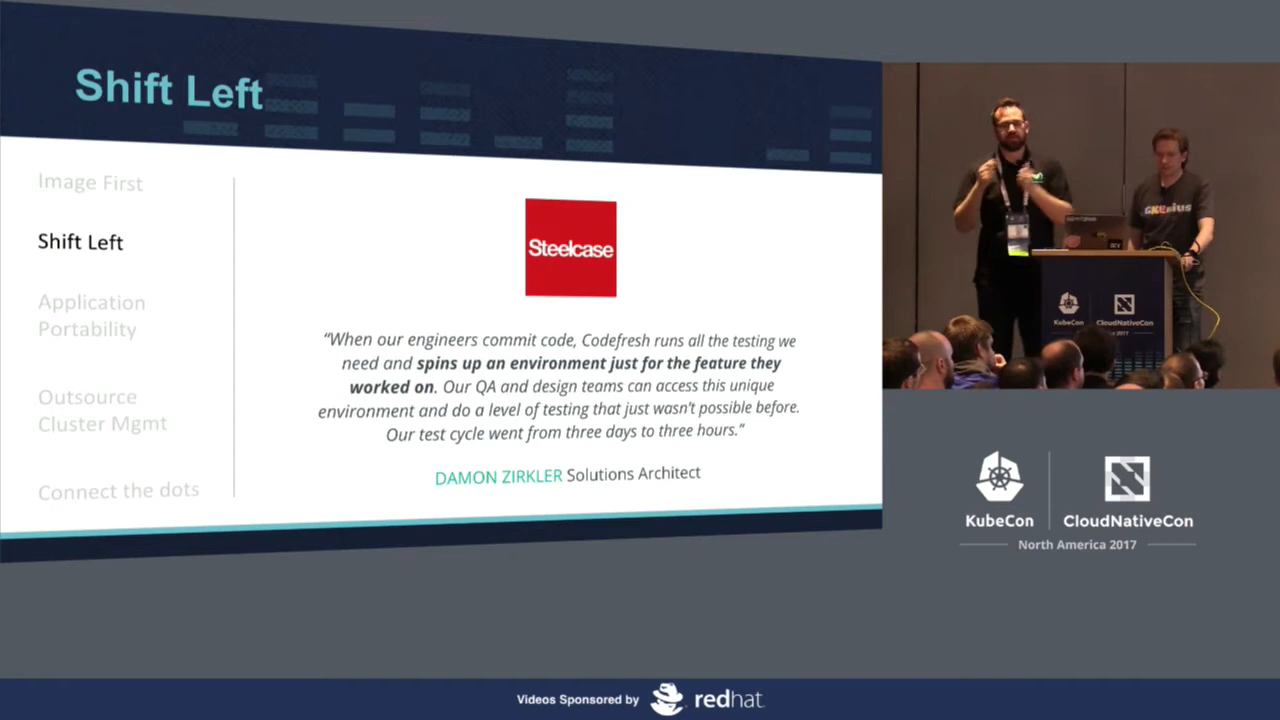 Shift Left
Image First
Shift Left
Application
Portability
Outsource
Cluster Mgmt
Connect the dots
Steelcase
“When our engineers commit code, Codefresh runs all the testing we
need and spins up an environment just for the feature they
worked on. Our QA and design teams can access this unique
environment and do a level of testing that just wasn’t possible before.
Our test cycle went from three days to three hours.”
DAMON ZIRKLER Solutions Architect
GKEnius
KubeCon
CloudNativeCon
KubeCon
CloudNativeCon
North America 2017
Videos Sponsored by
redhat